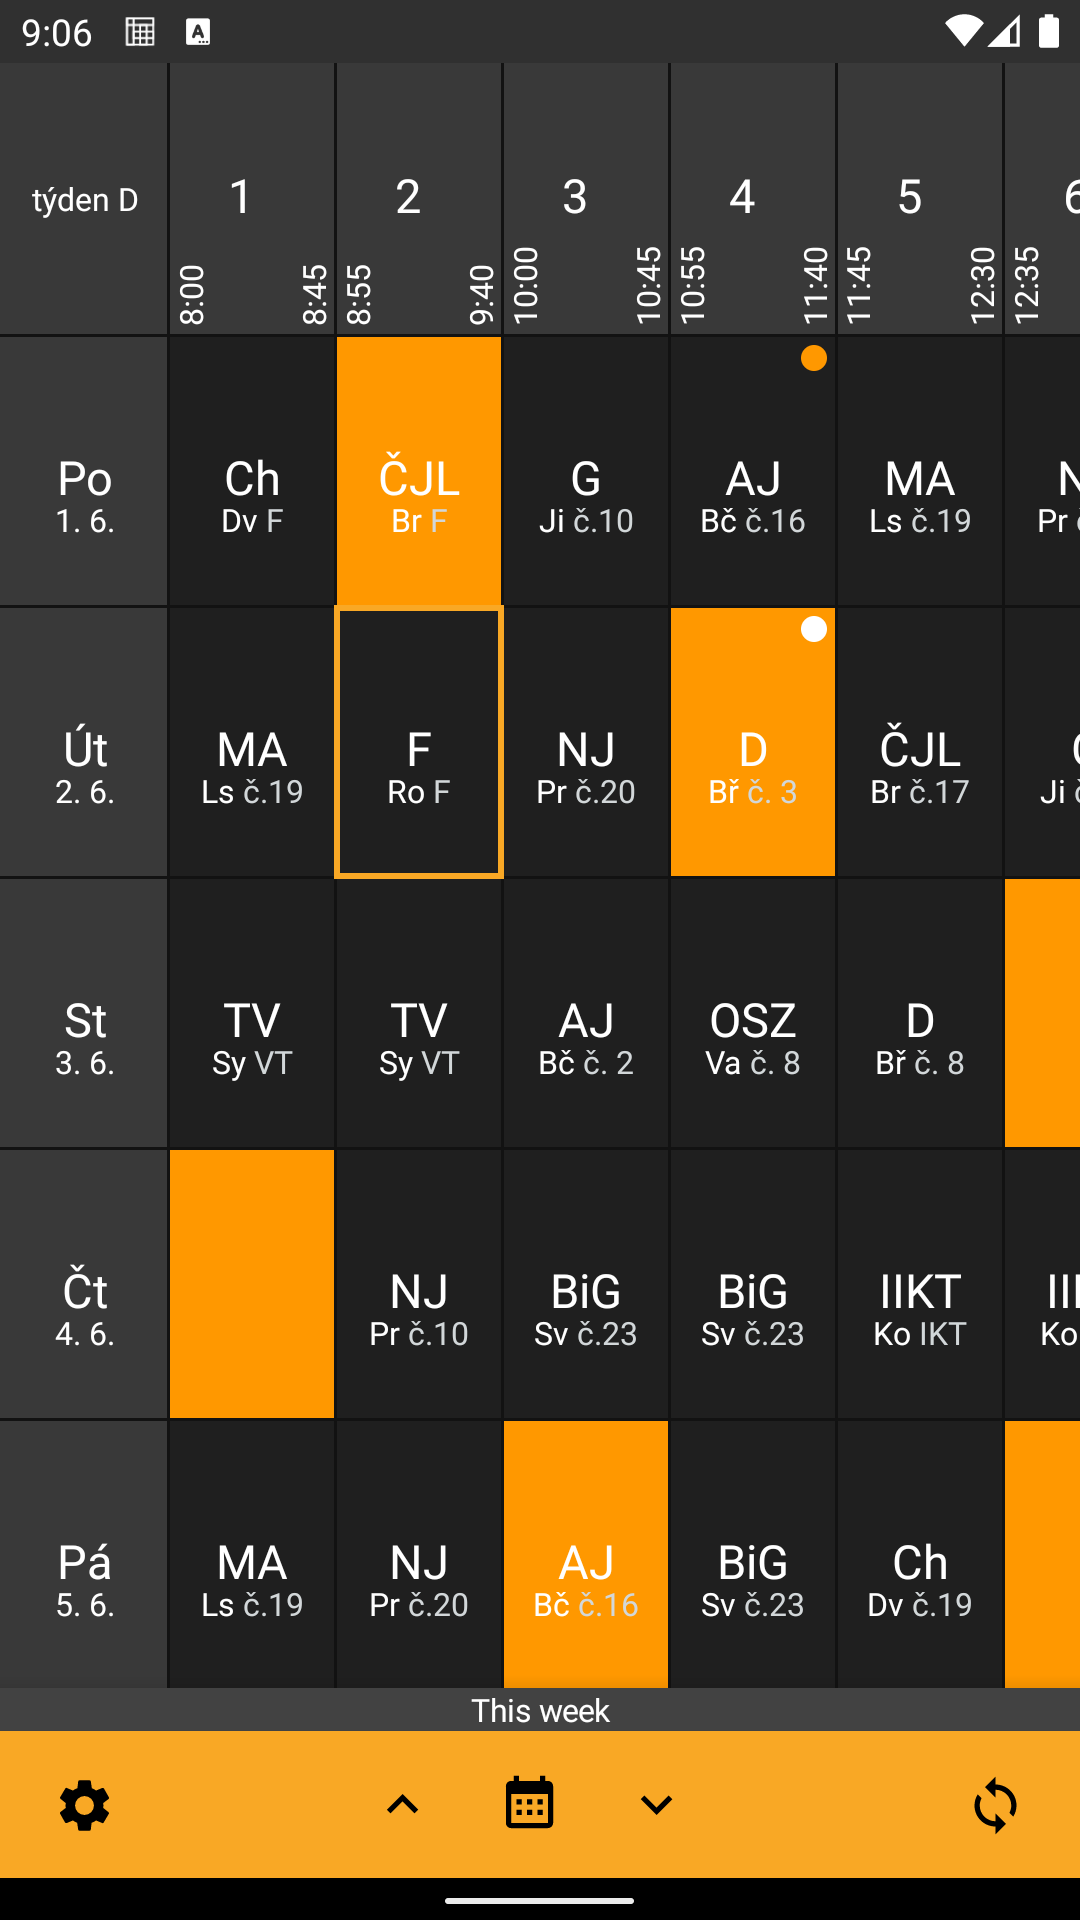 9:06
týden D 1 2 3 4 5 6
8:00 8:45 8:55 9:40 10:00 10:45 10:55 11:40 11:45 12:30 12:35
Po Ch ČJL G AJ MA
1. 6. Dv F Br F Ji č.10 Bč č.16 Ls č.19 Pr
Út MA F NJ D ČJL
2. 6. Ls č.19 Ro F Pr č.20 Bř č. 3 Br č.17 Ji
St TV TV AJ OSZ D
3. 6. Sy VT Sy VT Bč č. 2 Va č. 8 Bř č. 8
Čt NJ BiG BiG IIKT
4. 6. Pr č.10 Sv č.23 Sv č.23 Ko IKT Ko
Pá MA NJ AJ BiG Ch
5. 6. Ls č.19 Pr č.20 Bč č.16 Sv č.23 Dv č.19
This week